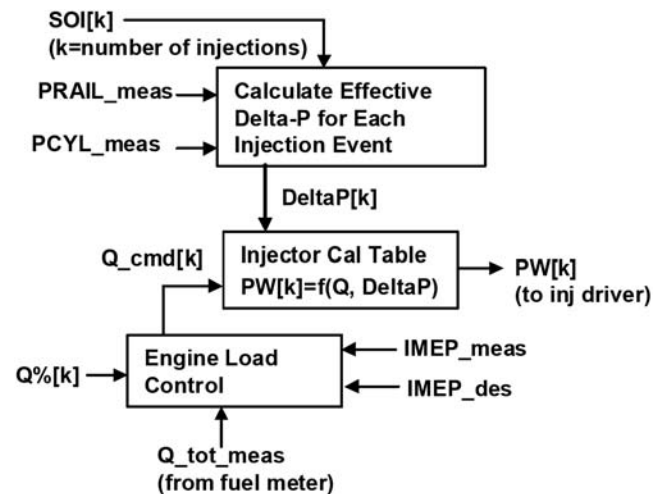 SOI[k]
(k=number of injections)
PRAIL_meas
PCYL_meas
Calculate Effective
Delta-P for Each
Injection Event
DeltaP[k]
Q_cmd[k]
Injector Cal Table
PW[k]=f(Q, DeltaP)
PW[k]
(to inj driver)
Engine Load
Control
IMEP_meas
IMEP_des
Q%[k]
Q_tot_meas
(from fuel meter)